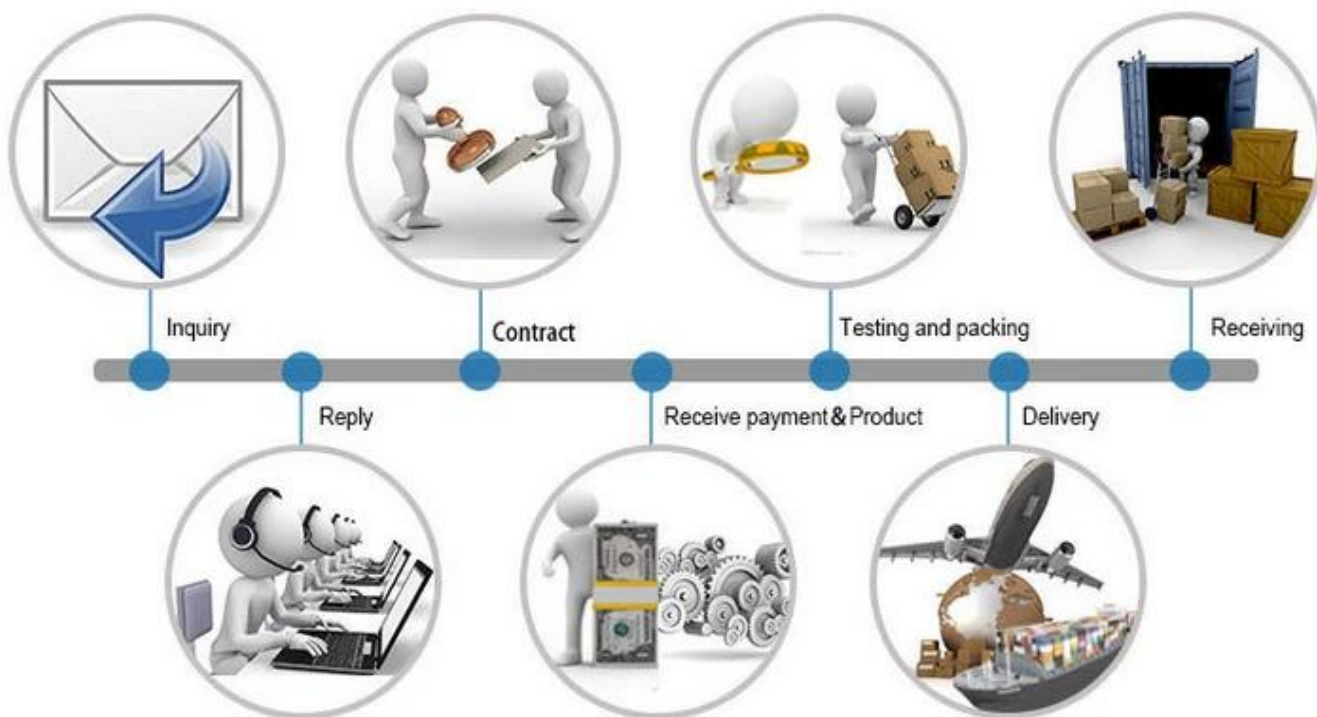 Inquiry
Contract
Testing and packing
Receiving
Reply
Receive payment&Product
Delivery